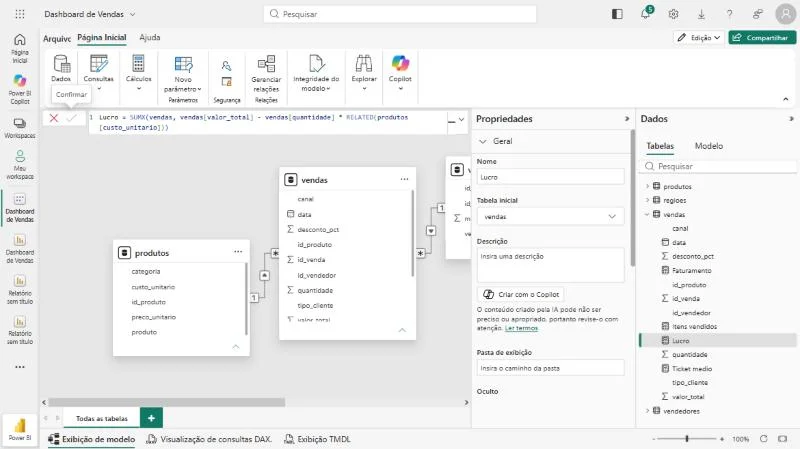 Dashboard de Vendas
Pesquisar
5
Arquivo
Página Inicial
Ajuda
Edição
Compartilhar
Dados
Consultas
Cálculos
Novo
parâmetro
Parâmetros
Segurança
Gerenciar
relações
Relações
Integridade do
modelo
Explorar
Copilot
Confirmar
Página
Inicial
Power BI
Copilot
Workspaces
Meu
workspace
Dashboard
de Vendas
Dashboard
de Vendas
Relatório
sem título
Relatório
sem título
Power BI
1 Lucro = SUMX(vendas, vendas[valor_total] - vendas[quantidade] * RELATED(produtos
[custo_unitario]))
produtos
categoria
custo_unitario
id_produto
preco_unitario
produto
1
vendas
canal
data
desconto_pct
id_produto
id_venda
id_vendedor
quantidade
tipo_cliente
valor_total
1
Propriedades
Geral
Nome
Lucro
Tabela inicial
vendas
Descrição
Insira uma descrição
Criar com o Copilot
O conteúdo criado pela IA pode não ser
preciso ou apropriado, portanto revise-o com
atenção. Ler termos
Pasta de exibição
Insira o caminho da pasta
Oculto
Dados
Tabelas
Modelo
Pesquisar
produtos
regioes
vendas
canal
data
desconto_pct
Faturamento
id_produto
id_venda
id_vendedor
Itens vendidos
Lucro
quantidade
Ticket medio
tipo_cliente
valor_total
vendedores
Todas as tabelas
Exibição de modelo
Visualização de consultas DAX.
Exibição TMDL
100%